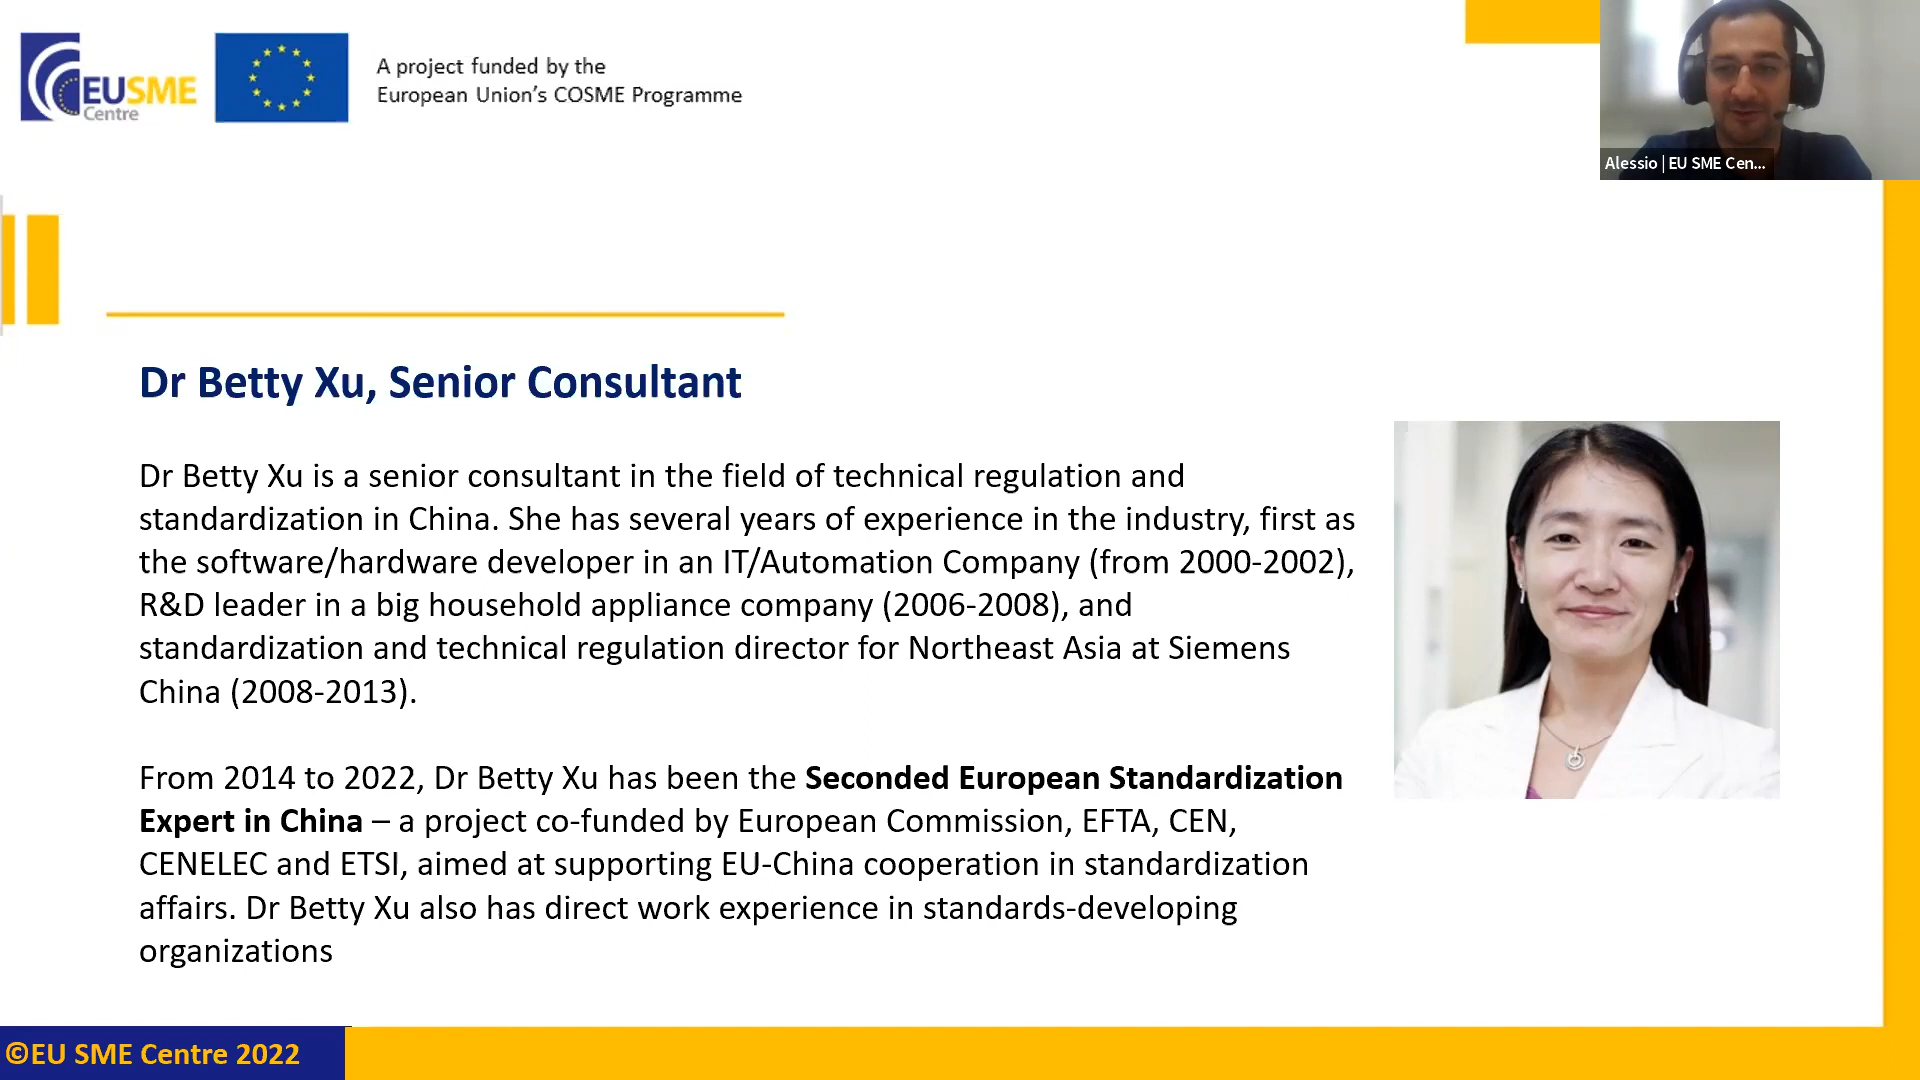 EUSME
Centre
A project funded by the
European Union's COSME Programme
Alessio | EU SME Cen...
Dr Betty Xu, Senior Consultant
Dr Betty Xu is a senior consultant in the field of technical regulation and
standardization in China. She has several years of experience in the industry, first as
the software/hardware developer in an IT/Automation Company (from 2000-2002),
R&D leader in a big household appliance company (2006-2008), and
standardization and technical regulation director for Northeast Asia at Siemens
China (2008-2013).
From 2014 to 2022, Dr Betty Xu has been the Seconded European Standardization
Expert in China – a project co-funded by European Commission, EFTA, CEN,
CENELEC and ETSI, aimed at supporting EU-China cooperation in standardization
affairs. Dr Betty Xu also has direct work experience in standards-developing
organizations
©EU SME Centre 2022